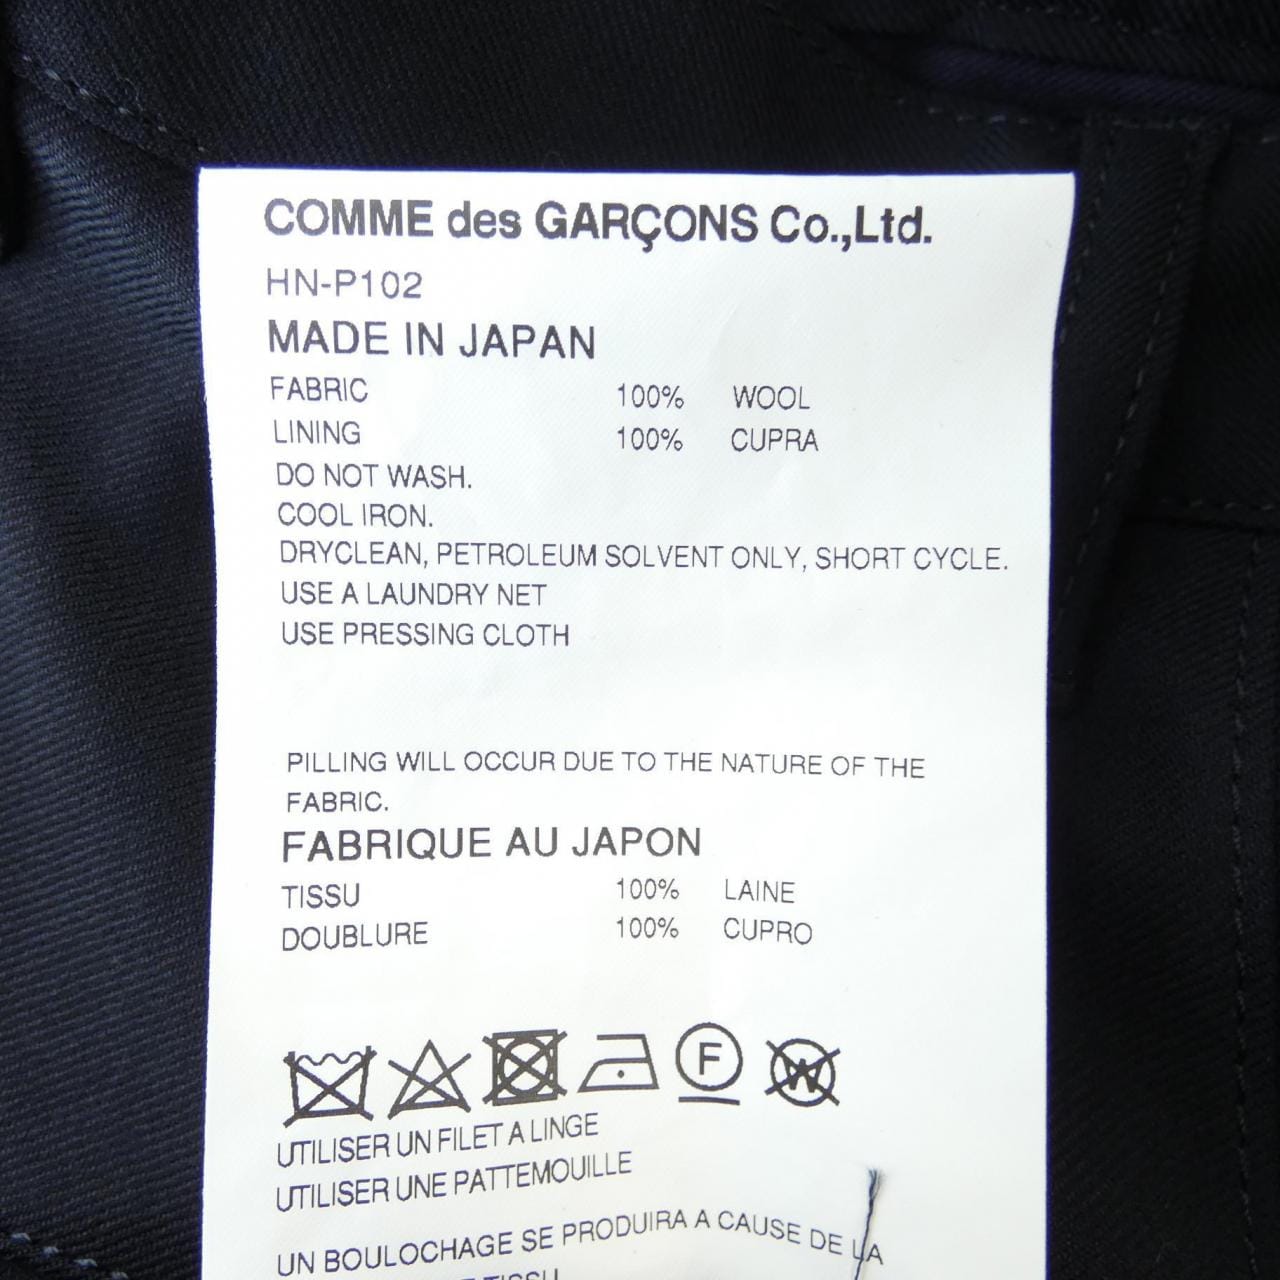 COMME des GARÇONS Co.,Ltd.
HN-P102
MADE IN JAPAN
FABRIC 100% WOOL
LINING 100% CUPRA
DO NOT WASH.
COOL IRON.
DRYCLEAN, PETROLEUM SOLVENT ONLY, SHORT CYCLE.
USE A LAUNDRY NET
USE PRESSING CLOTH
PILLING WILL OCCUR DUE TO THE NATURE OF THE
FABRIC.
FABRIQUE AU JAPON
TISSU 100% LAINE
DOUBLURE 100% CUPRO
F W
UTILISER UN FILET A LINGE
UTILISER UNE PATTEMOUILLE
UN BOULOCHAGE SE PRODUIRA A CAUSE DE LA
TISSU